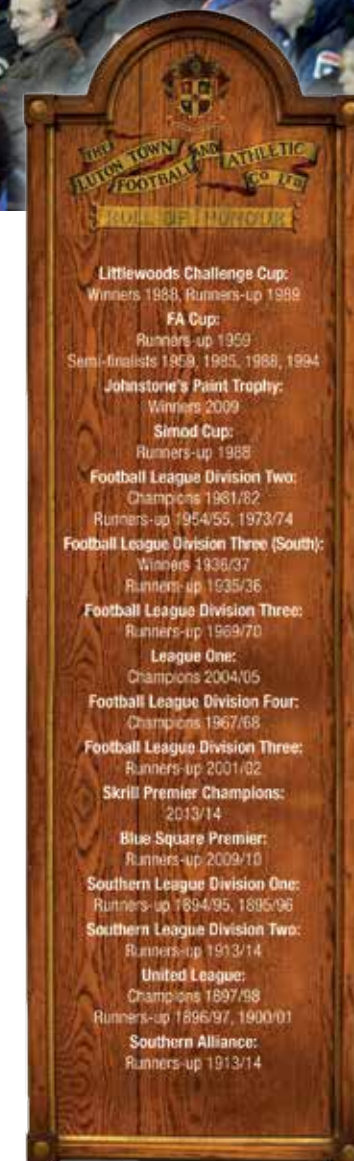 THE
LUTON TOWN AND ATHLETIC
FOOTBALL CO LTD
ROLL OF HONOUR
Littlewoods Challenge Cup:
Winners 1988, Runners-up 1989
FA Cup:
Runners-up 1959
Semi-finalists 1959, 1985, 1988, 1994
Johnstone's Paint Trophy:
Winners 2009
Simod Cup:
Runners-up 1988
Football League Division Two:
Champions 1981/82
Runners-up 1954/55, 1973/74
Football League Division Three (South):
Winners 1936/37
Runners-up 1935/36
Football League Division Three:
Runners-up 1969/70
League One:
Champions 2004/05
Football League Division Four:
Champions 1967/68
Football League Division Three:
Runners-up 2001/02
Skrill Premier Champions:
2013/14
Blue Square Premier:
Runners-up 2009/10
Southern League Division One:
Runners-up 1894/95, 1895/96
Southern League Division Two:
Runners-up 1913/14
United League:
Champions 1897/98
Runners-up 1896/97, 1900/01
Southern Alliance:
Runners-up 1913/14